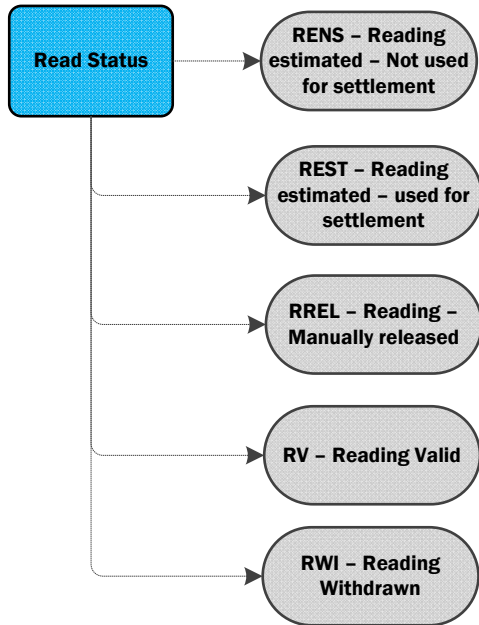 Read Status
RENS – Reading
estimated – Not used
for settlement
REST – Reading
estimated – used for
settlement
RREL – Reading –
Manually released
RV – Reading Valid
RWI – Reading
Withdrawn